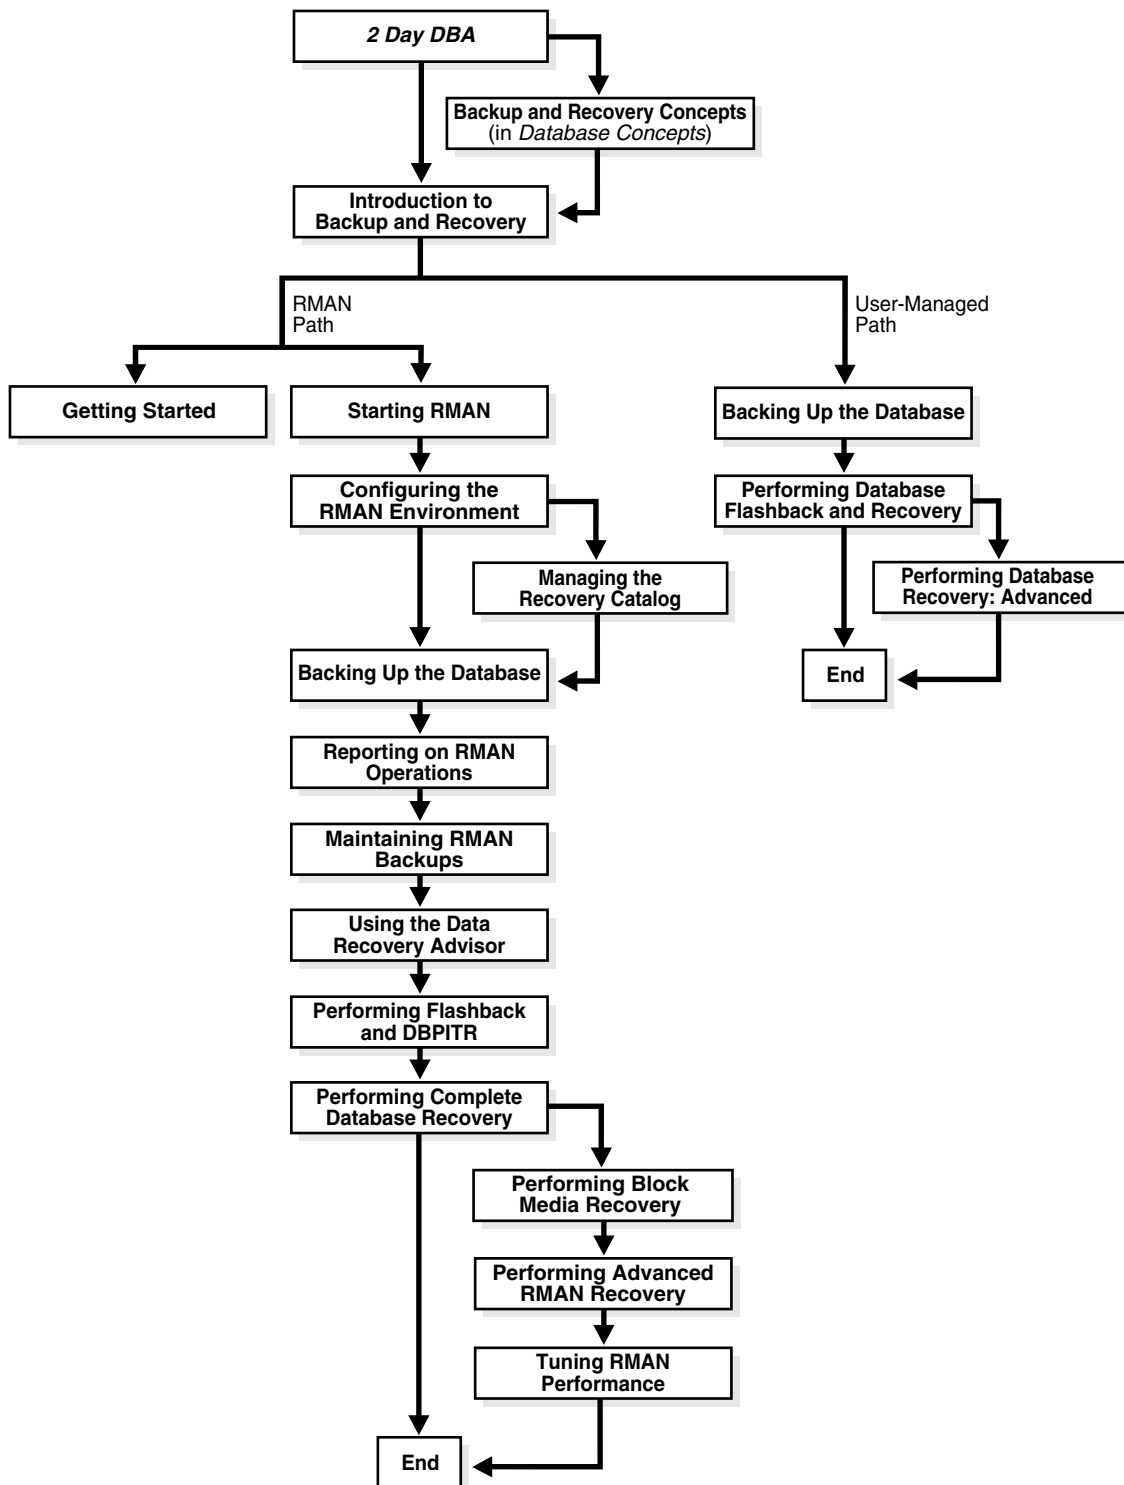 2 Day DBA
Backup and Recovery Concepts
(in Database Concepts)
Introduction to
Backup and Recovery
RMAN
Path
User-Managed
Path
Getting Started
Starting RMAN
Backing Up the Database
Configuring the
RMAN Environment
Performing Database
Flashback and Recovery
Managing the
Recovery Catalog
Performing Database
Recovery: Advanced
Backing Up the Database
End
Reporting on RMAN
Operations
Maintaining RMAN
Backups
Using the Data
Recovery Advisor
Performing Flashback
and DBPITR
Performing Complete
Database Recovery
Performing Block
Media Recovery
Performing Advanced
RMAN Recovery
Tuning RMAN
Performance
End